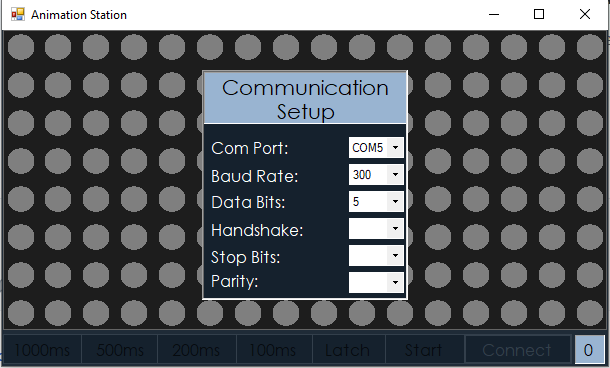 Animation Station
Communication
Setup
Com Port: COM5
Baud Rate: 300
Data Bits: 5
Handshake:
Stop Bits:
Parity:
1000ms 500ms 200ms 100ms Latch Start Connect 0